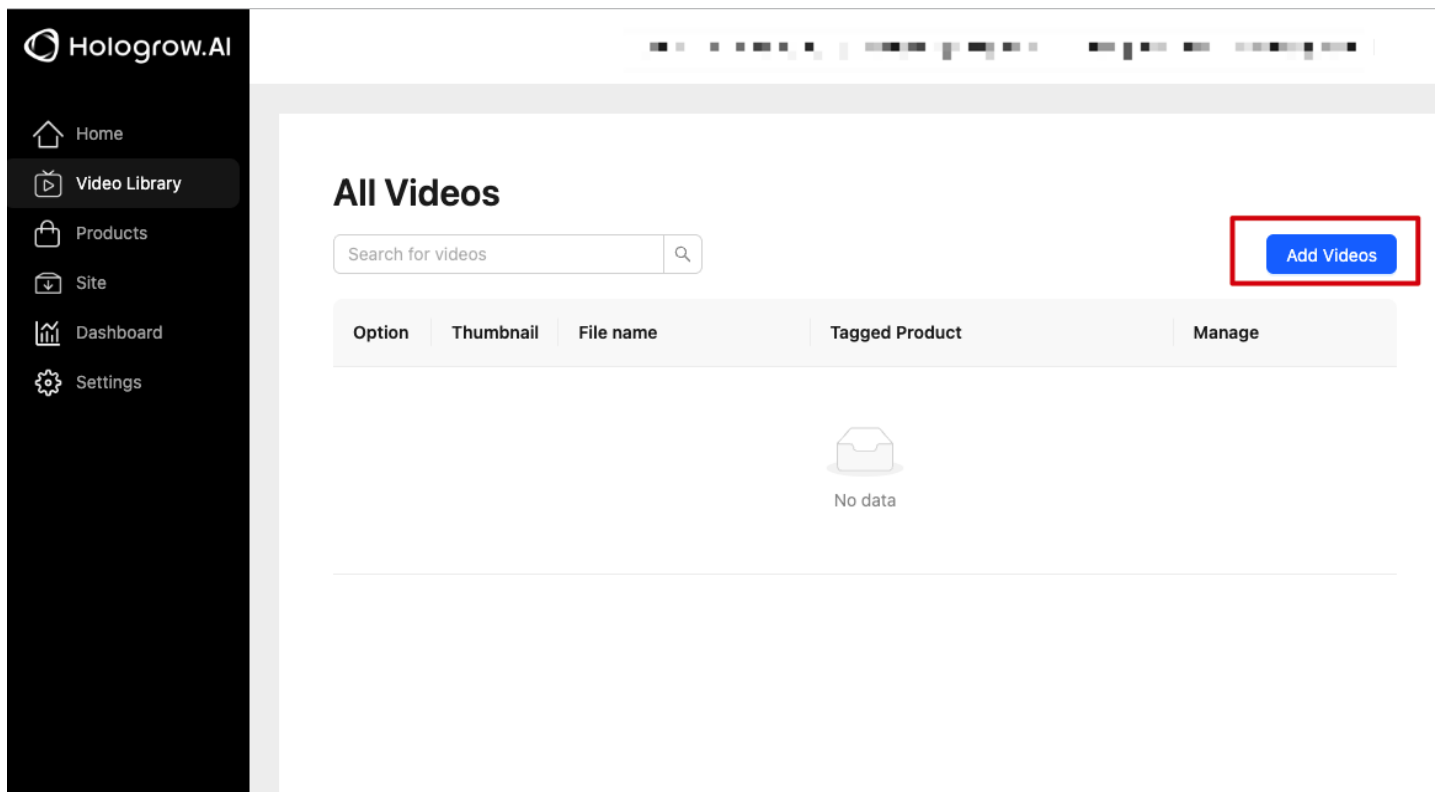 Hologrow.AI
Home
Video Library
Products
Site
Dashboard
Settings
All Videos
Search for videos
Add Videos
Option Thumbnail File name Tagged Product Manage
No data